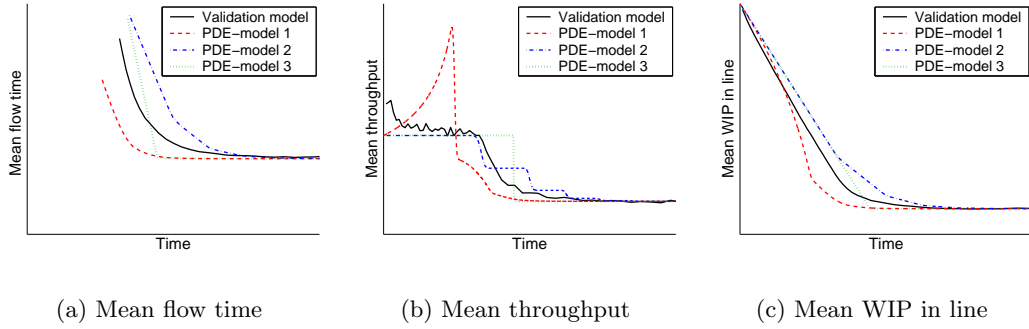 Mean flow time
Validation model
PDE−model 1
PDE−model 2
PDE−model 3
Time
Mean throughput
Validation model
PDE−model 1
PDE−model 2
PDE−model 3
Time
Mean WIP in line
Validation model
PDE−model 1
PDE−model 2
PDE−model 3
Time
(a) Mean flow time
(b) Mean throughput
(c) Mean WIP in line